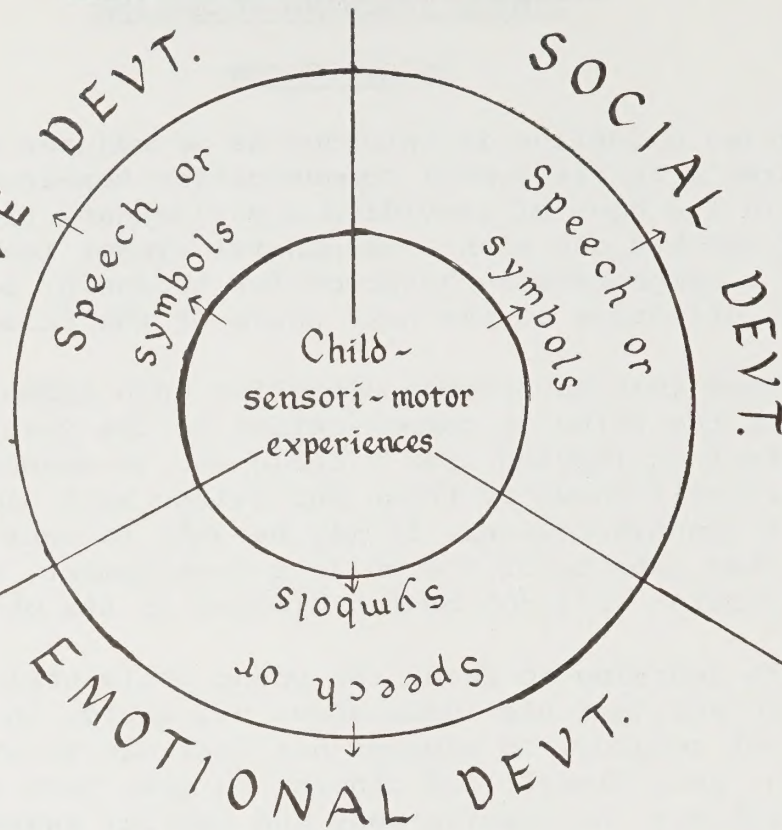 DEVT.
Speech or
symbols
SOCIAL DEVT.
Speech or
symbols
Child~
sensori~motor
experiences
symbols
Speech or
EMOTIONAL DEVT.